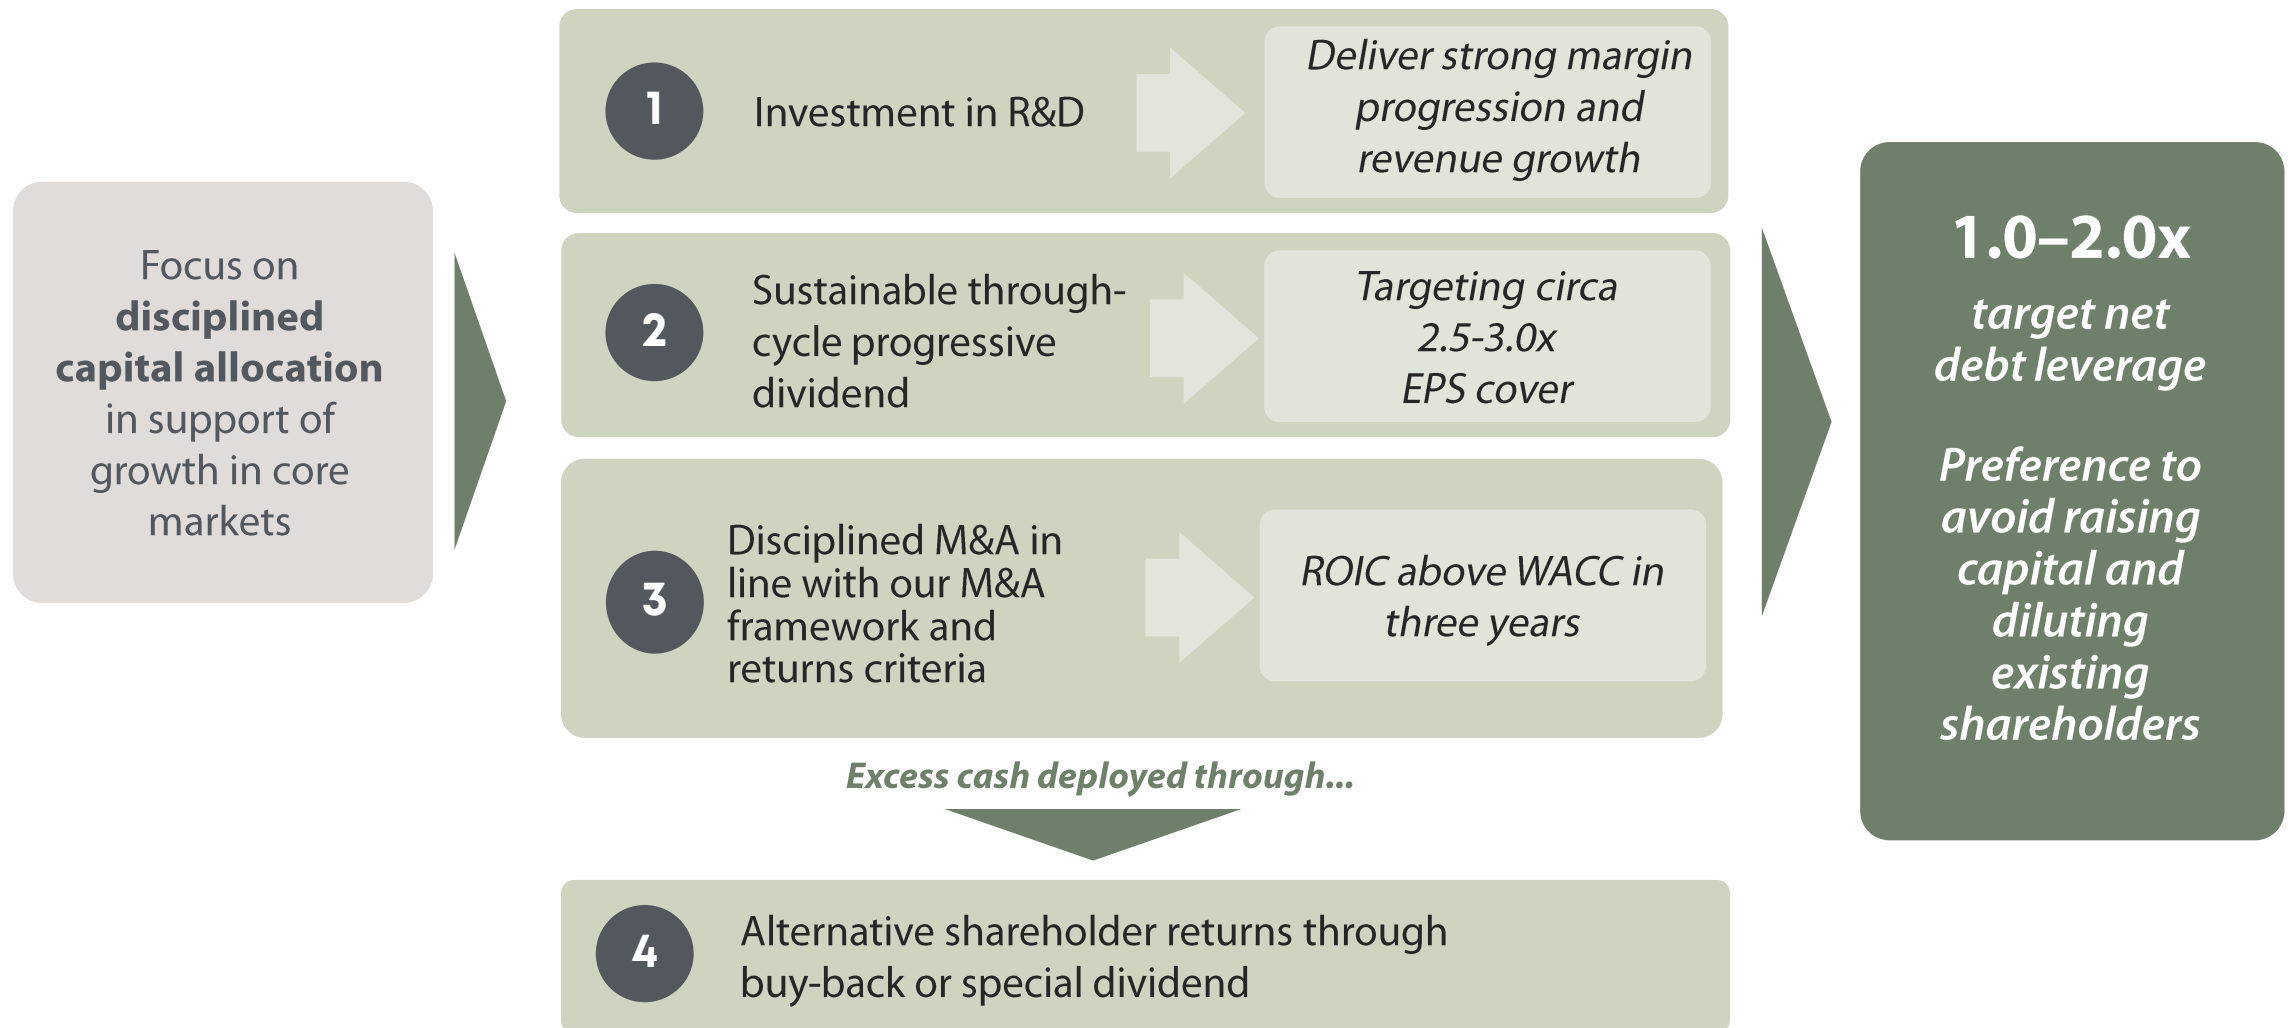 Focus on
disciplined
capital allocation
in support of
growth in core
markets
1
Investment in R&D
Deliver strong margin
progression and
revenue growth
2
Sustainable through-
cycle progressive
dividend
Targeting circa
2.5-3.0x
EPS cover
3
Disciplined M&A in
line with our M&A
framework and
returns criteria
ROIC above WACC in
three years
Excess cash deployed through...
4
Alternative shareholder returns through
buy-back or special dividend
1.0–2.0x
target net
debt leverage
Preference to
avoid raising
capital and
diluting
existing
shareholders